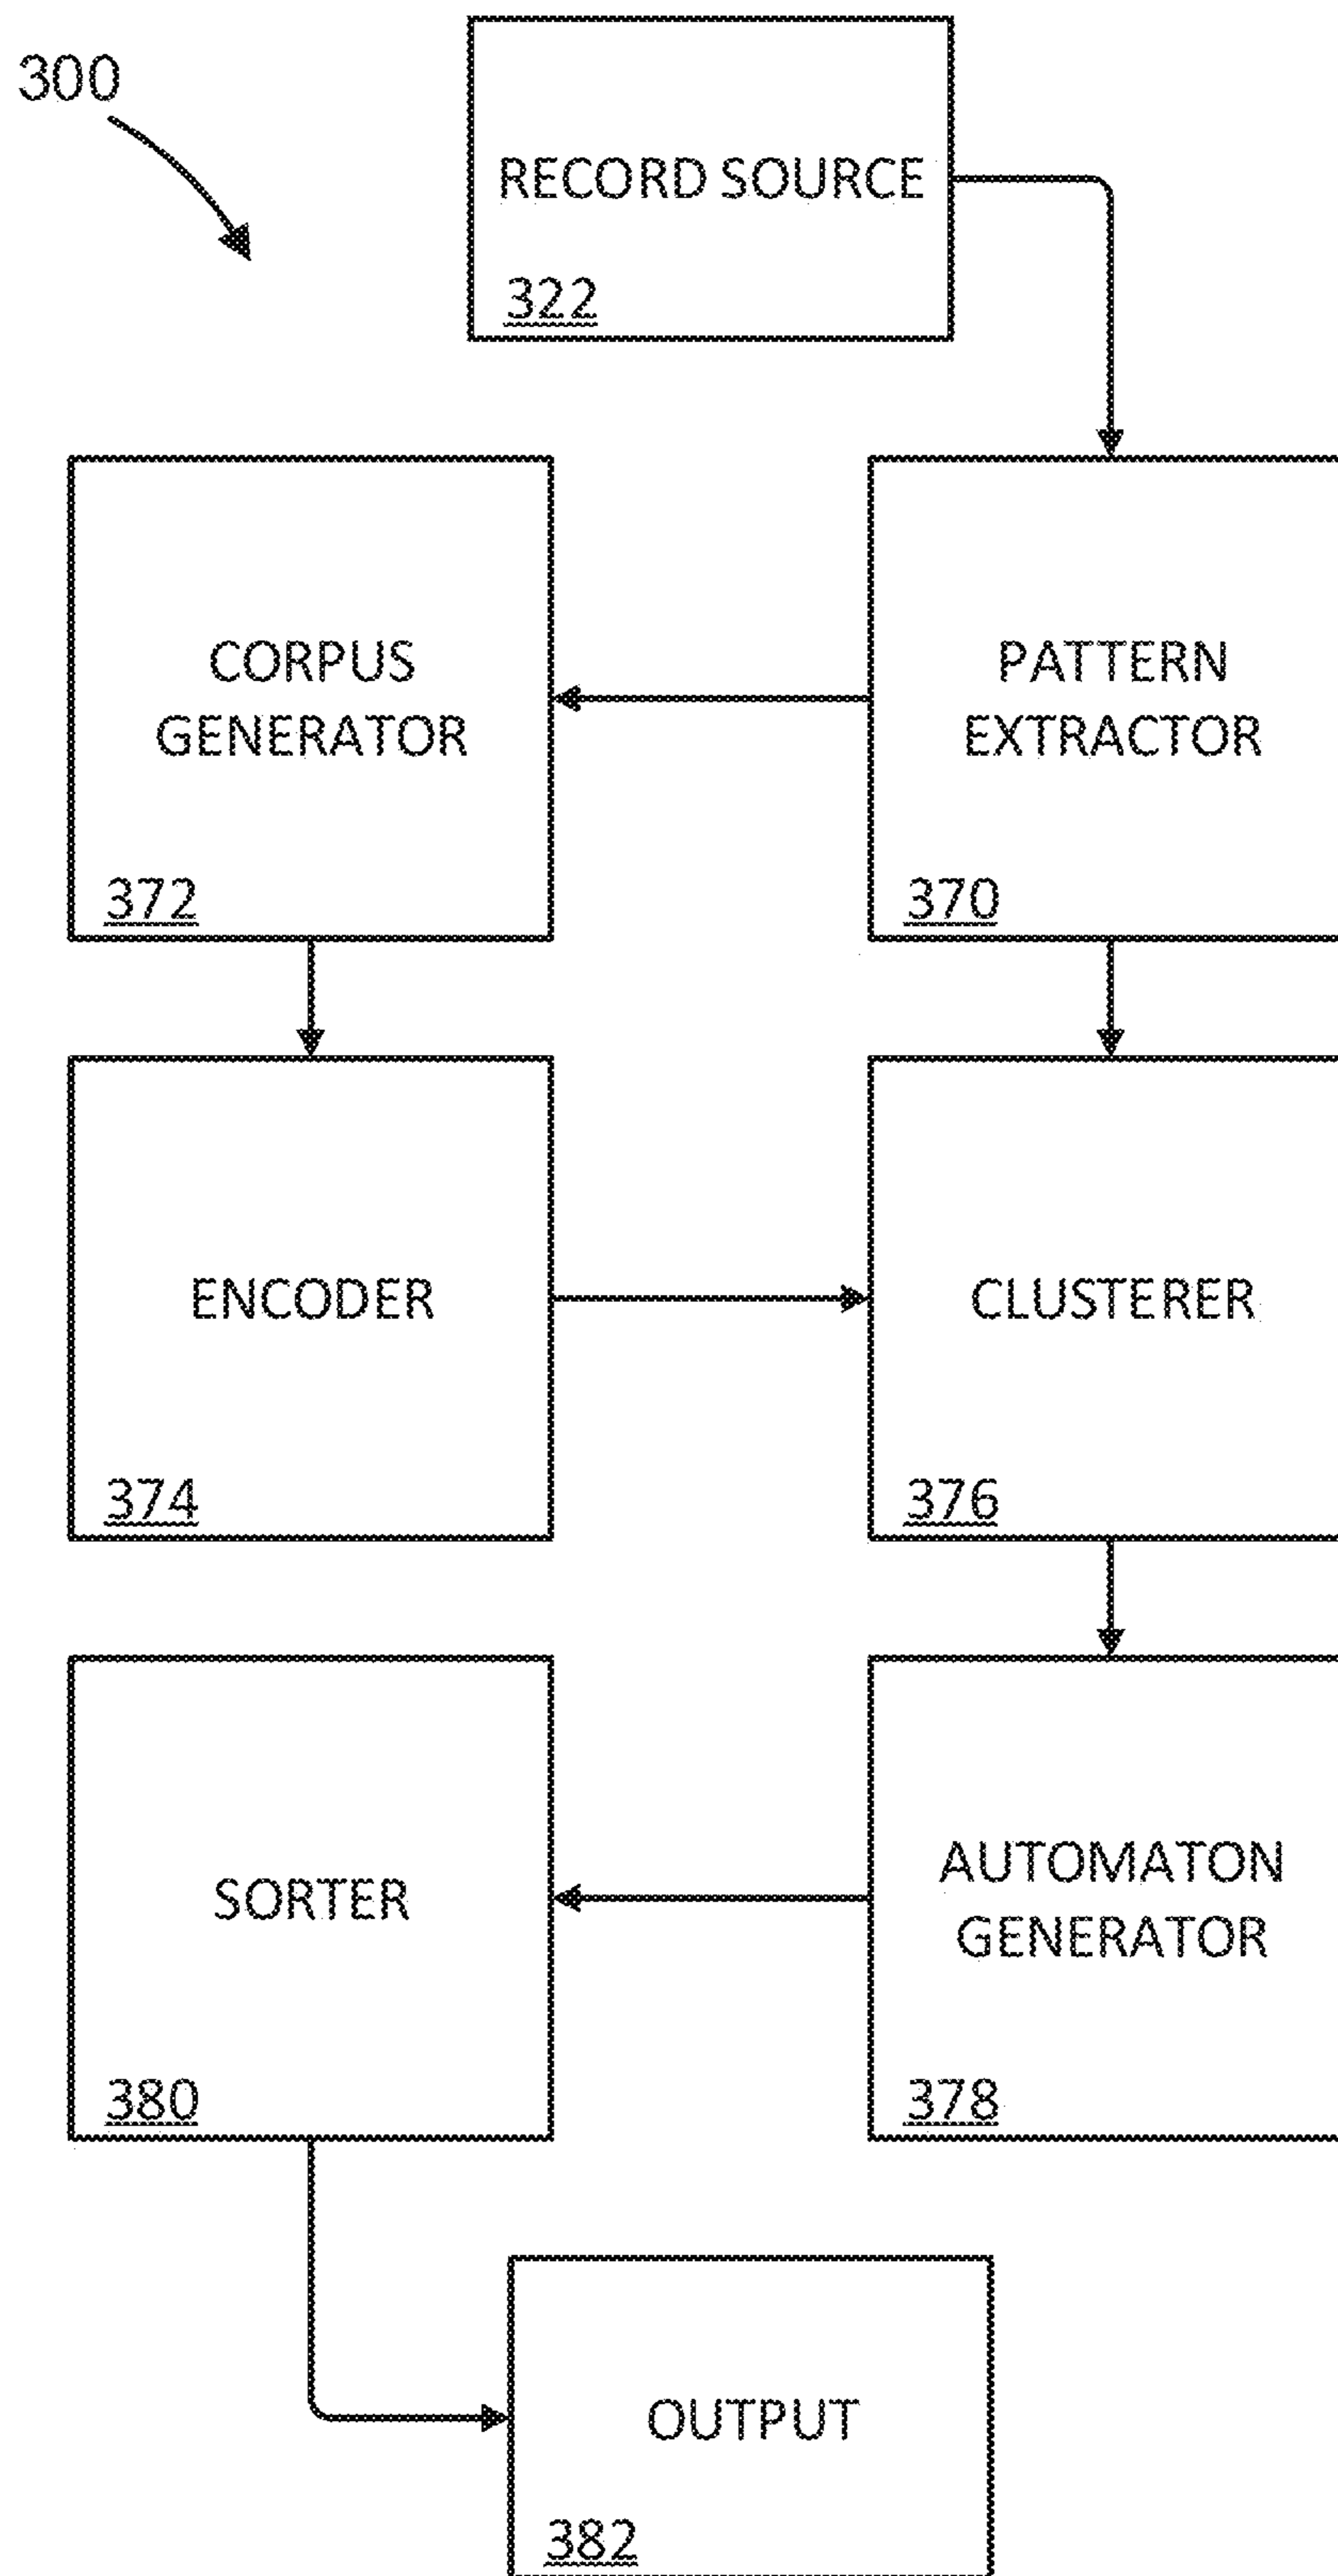 300
RECORD SOURCE
322
CORPUS
GENERATOR
372
PATTERN
EXTRACTOR
370
ENCODER
374
CLUSTERER
376
SORTER
380
AUTOMATON
GENERATOR
378
OUTPUT
382